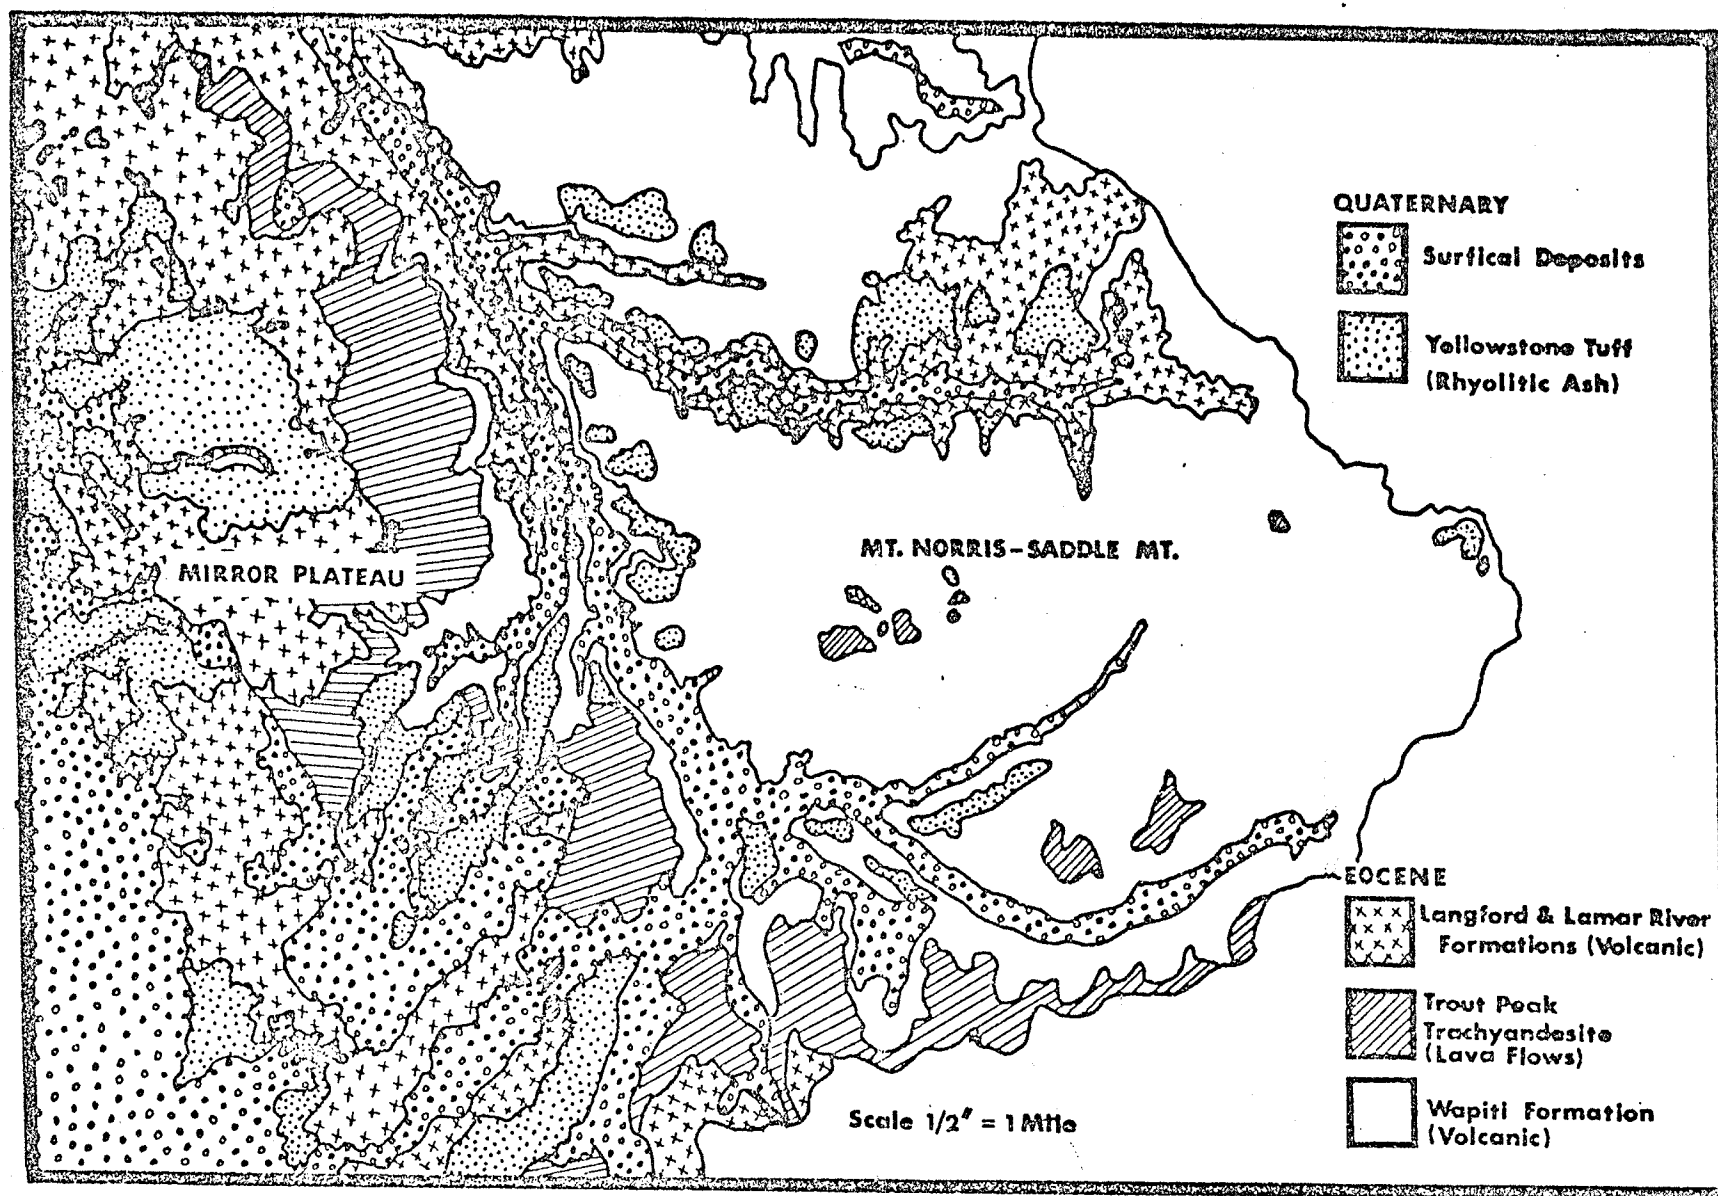 QUATERNARY
Surfical Deposits
Yellowstone Tuff
(Rhyolitic Ash)
MT. NORRIS-SADDLE MT.
MIRROR PLATEAU
EOCENE
Langford & Lamar River
Formations (Volcanic)
Trout Peak
Trachyandesite
(Lava Flows)
Wapiti Formation
(Volcanic)
Scale 1/2" = 1 Mile